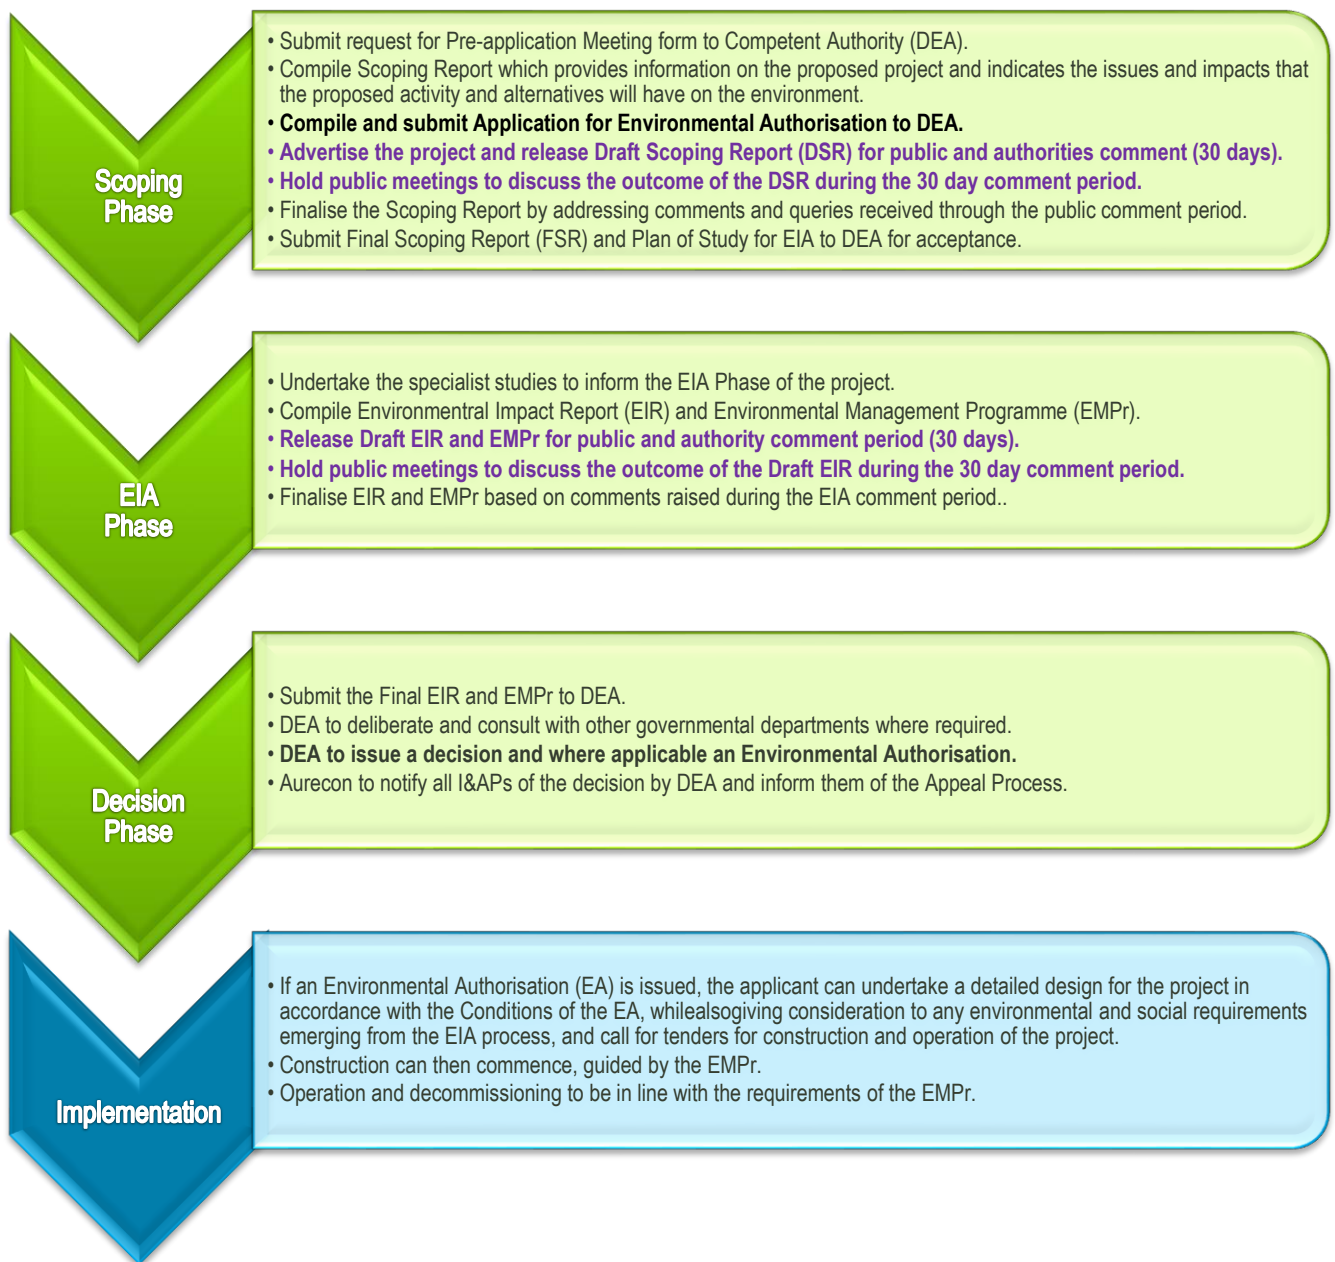 Scoping
Phase
• Submit request for Pre-application Meeting form to Competent Authority (DEA).
• Compile Scoping Report which provides information on the proposed project and indicates the issues and impacts that
the proposed activity and alternatives will have on the environment.
• Compile and submit Application for Environmental Authorisation to DEA.
• Advertise the project and release Draft Scoping Report (DSR) for public and authorities comment (30 days).
• Hold public meetings to discuss the outcome of the DSR during the 30 day comment period.
• Finalise the Scoping Report by addressing comments and queries received through the public comment period.
• Submit Final Scoping Report (FSR) and Plan of Study for EIA to DEA for acceptance.
EIA
Phase
• Undertake the specialist studies to inform the EIA Phase of the project.
• Compile Environmentral Impact Report (EIR) and Environmental Management Programme (EMPr).
• Release Draft EIR and EMPr for public and authority comment period (30 days).
• Hold public meetings to discuss the outcome of the Draft EIR during the 30 day comment period.
• Finalise EIR and EMPr based on comments raised during the EIA comment period..
Decision
Phase
• Submit the Final EIR and EMPr to DEA.
• DEA to deliberate and consult with other governmental departments where required.
• DEA to issue a decision and where applicable an Environmental Authorisation.
• Aurecon to notify all I&APs of the decision by DEA and inform them of the Appeal Process.
Implementation
• If an Environmental Authorisation (EA) is issued, the applicant can undertake a detailed design for the project in
accordance with the Conditions of the EA, whilealsogiving consideration to any environmental and social requirements
emerging from the EIA process, and call for tenders for construction and operation of the project.
• Construction can then commence, guided by the EMPr.
• Operation and decommissioning to be in line with the requirements of the EMPr.